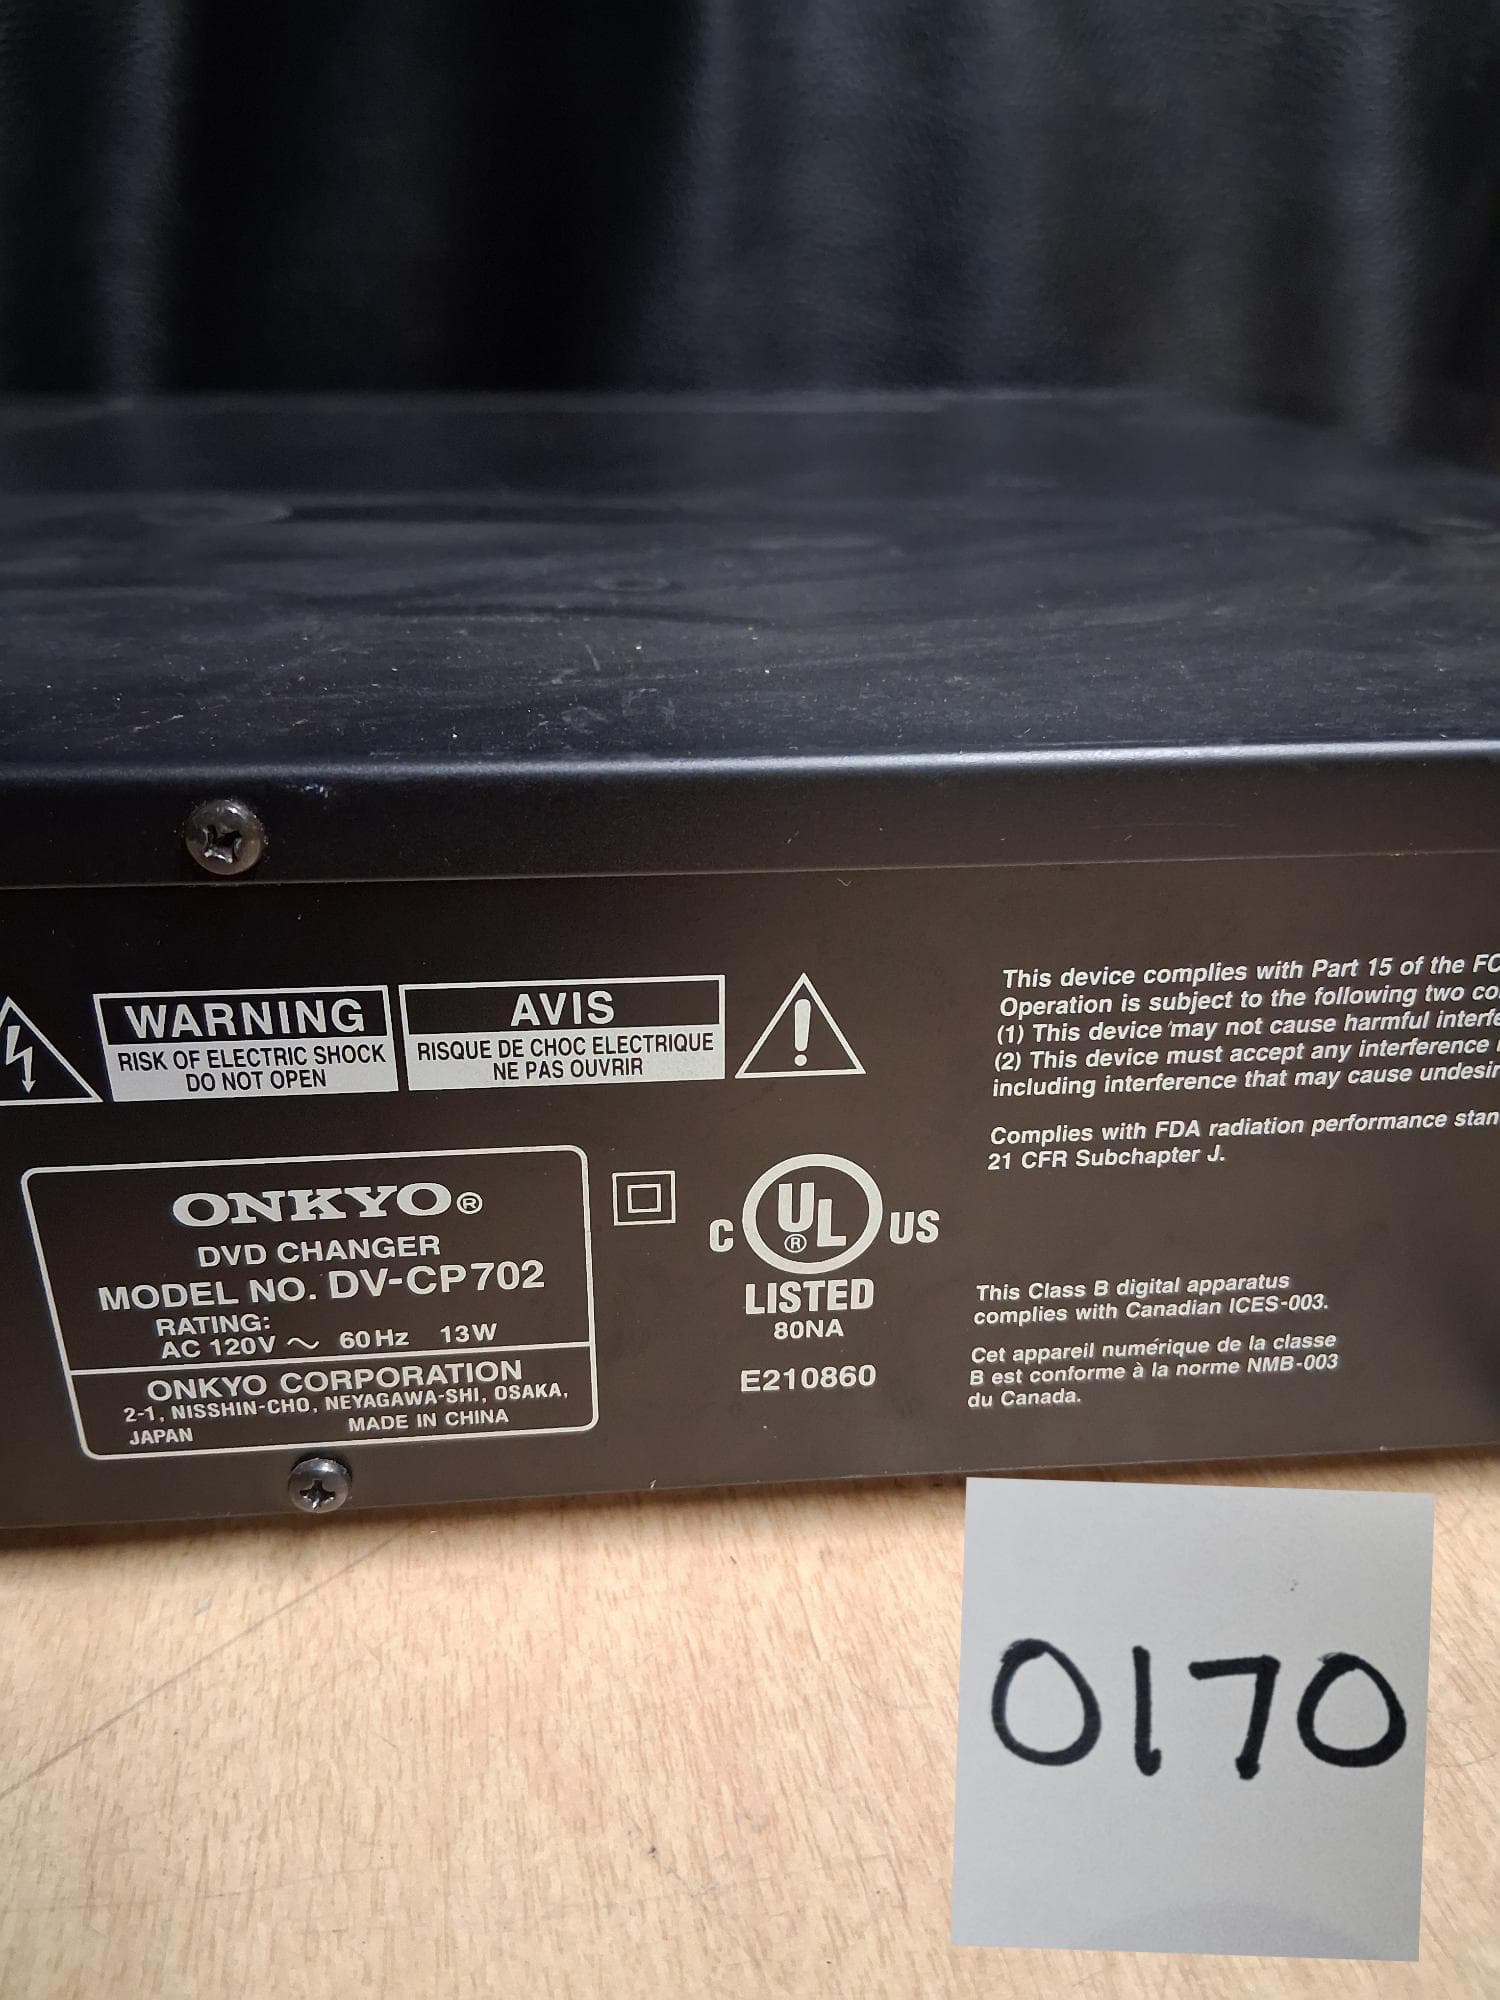 WARNING
RISK OF ELECTRIC SHOCK
DO NOT OPEN
AVIS
RISQUE DE CHOC ELECTRIQUE
NE PAS OUVRIR
This device complies with Part 15 of the FC
Operation is subject to the following two co
(1) This device may not cause harmful interfe
(2) This device must accept any interference
including interference that may cause undesir
Complies with FDA radiation performance stan
21 CFR Subchapter J.
ONKYO®
DVD CHANGER
MODEL NO. DV-CP702
RATING:
AC 120V ~ 60Hz 13W
ONKYO CORPORATION
2-1, NISSHIN-CHO, NEYAGAWA-SHI, OSAKA,
JAPAN MADE IN CHINA
C UL® US
LISTED
80NA
E210860
This Class B digital apparatus
complies with Canadian ICES-003.
Cet appareil numérique de la classe
B est conforme à la norme NMB-003
du Canada.
0170